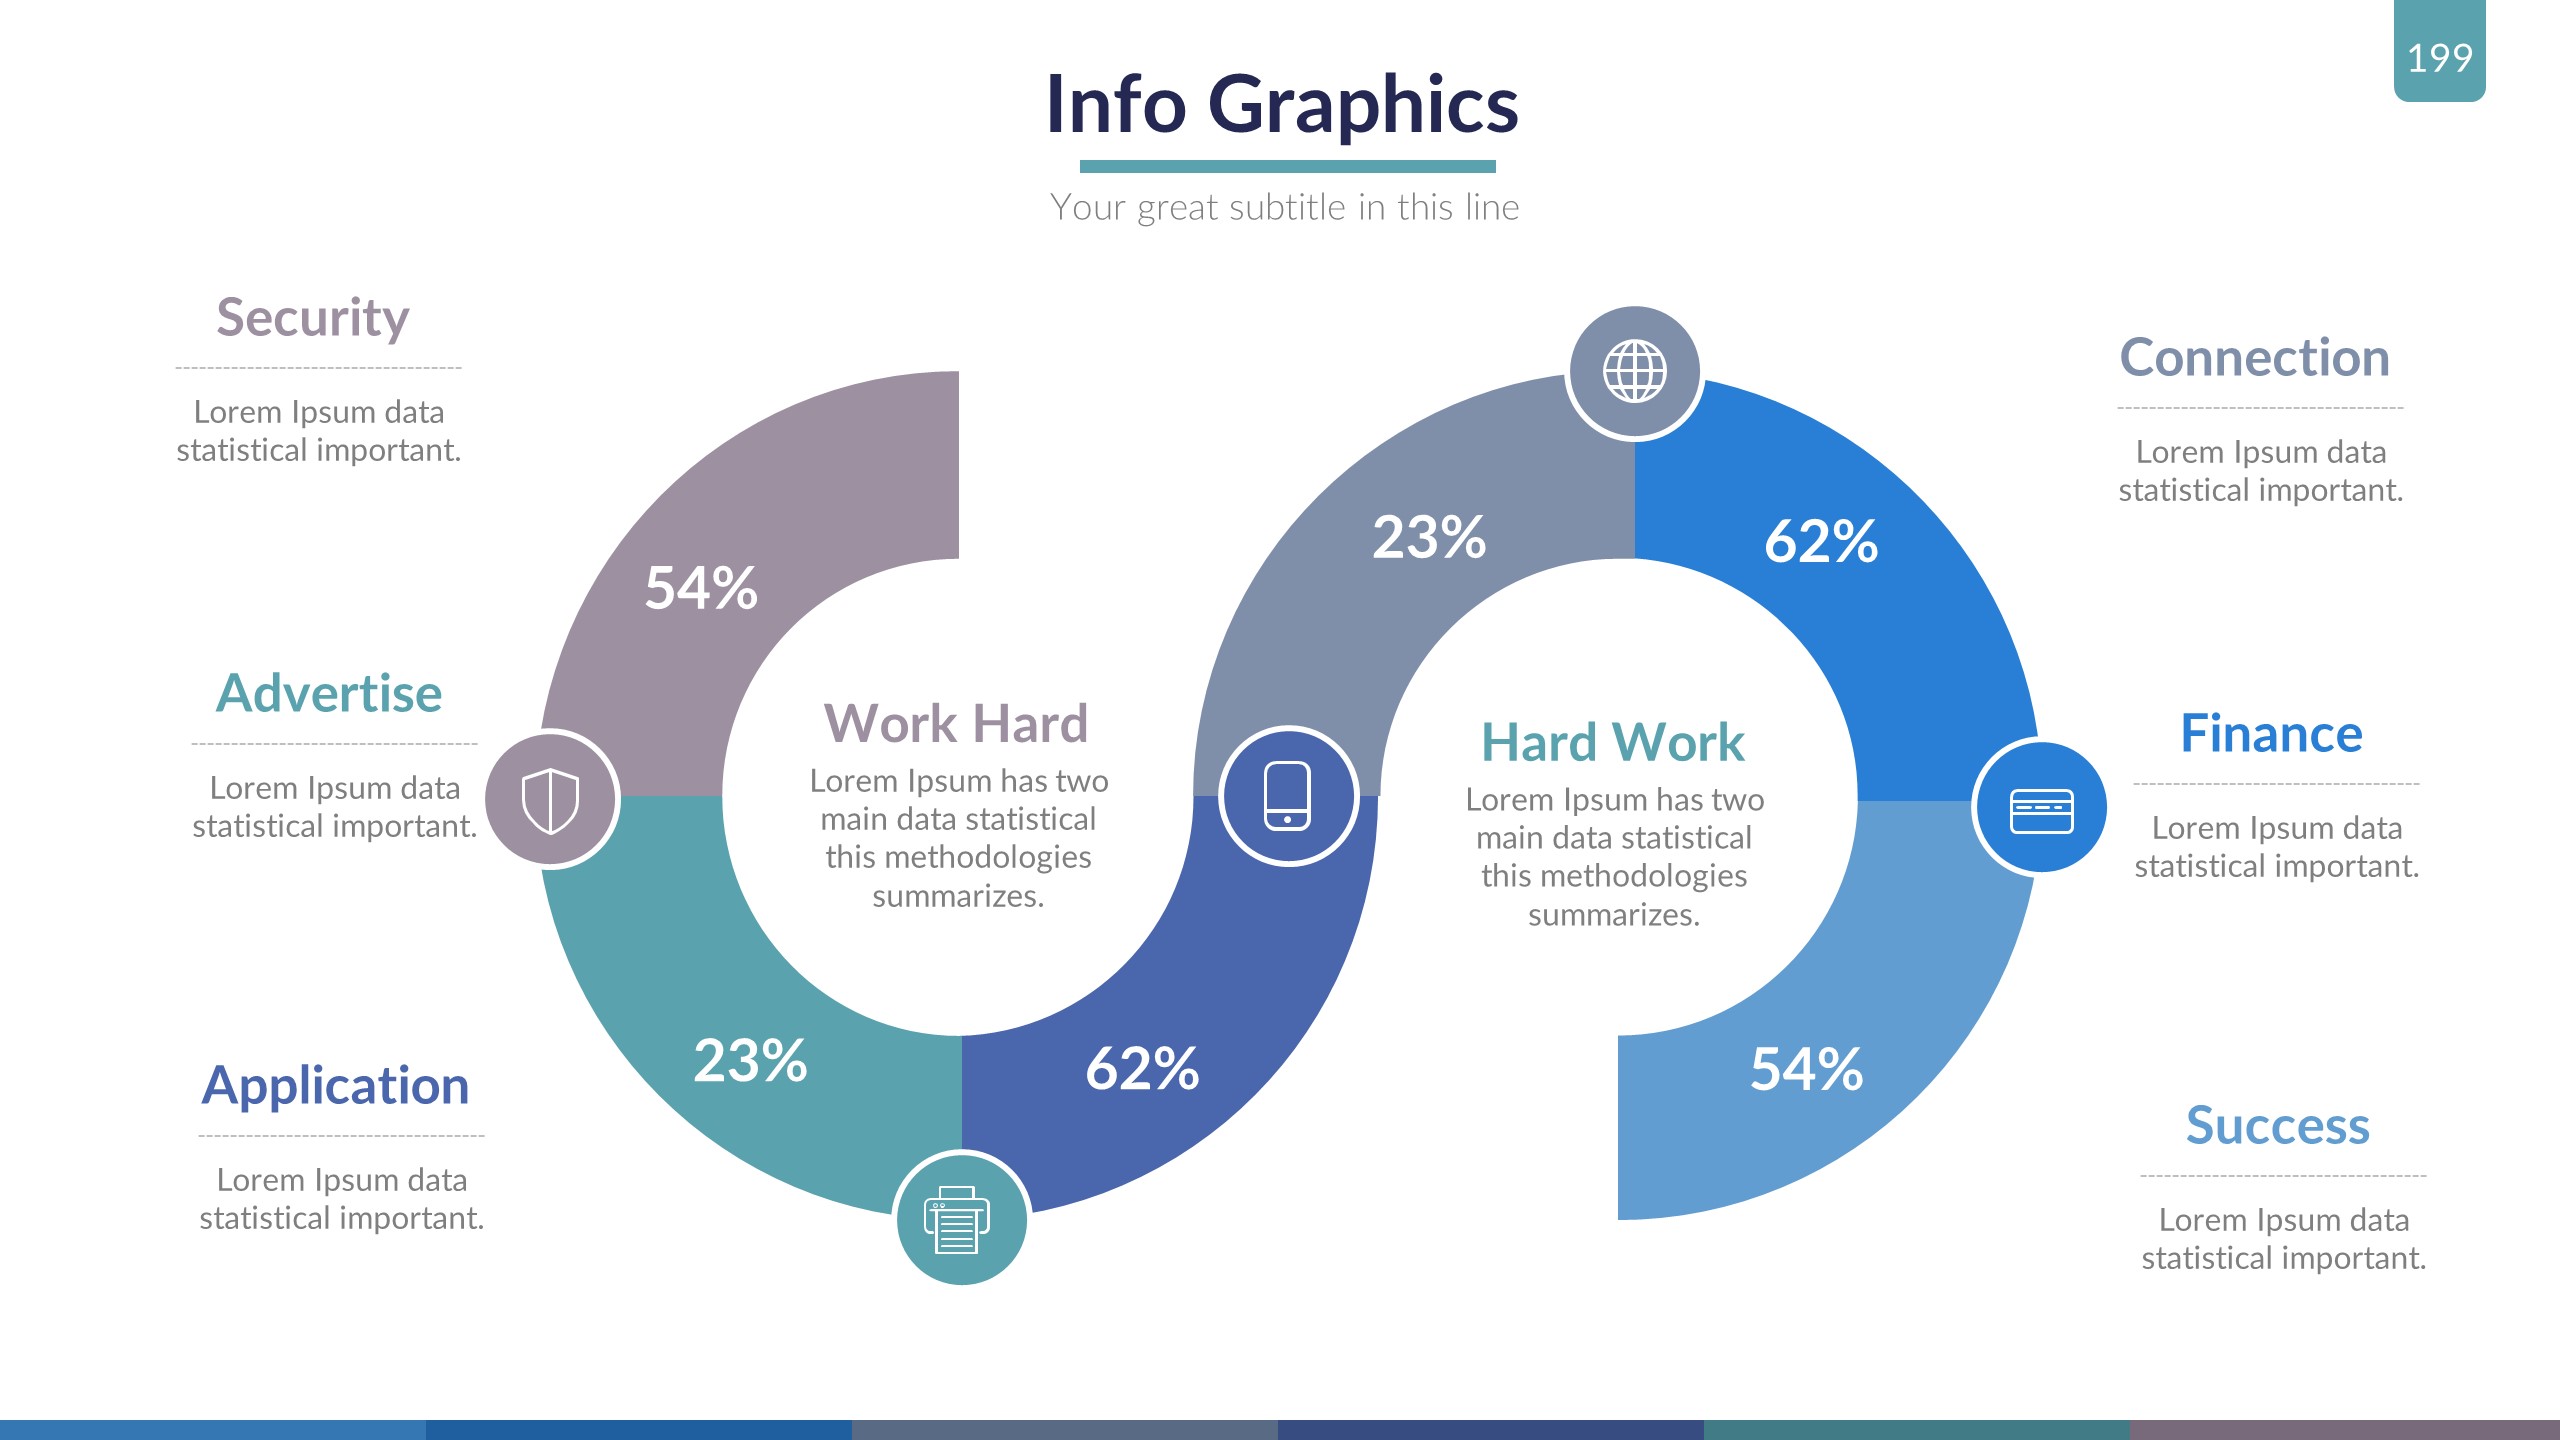 199
Info Graphics
Your great subtitle in this line
Security
Lorem Ipsum data
statistical important.
Advertise
Lorem Ipsum data
statistical important.
Application
Lorem Ipsum data
statistical important.
54%
23%
62%
23%
62%
54%
Work Hard
Lorem Ipsum has two
main data statistical
this methodologies
summarizes.
Hard Work
Lorem Ipsum has two
main data statistical
this methodologies
summarizes.
Connection
Lorem Ipsum data
statistical important.
Finance
Lorem Ipsum data
statistical important.
Success
Lorem Ipsum data
statistical important.